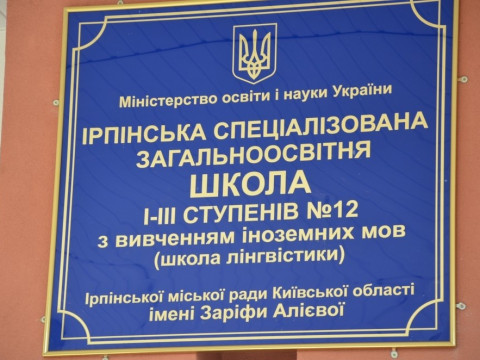 Міністерство освіти і науки України
ІРПІНСЬКА СПЕЦІАЛІЗОВАНА
ЗАГАЛЬНООСВІТНЯ
ШКОЛА
І-ІІІ СТУПЕНІВ №12
з вивченням іноземних мов
(школа лінгвістики)
Ірпінської міської ради Київської області
імені Заріфи Алієвої